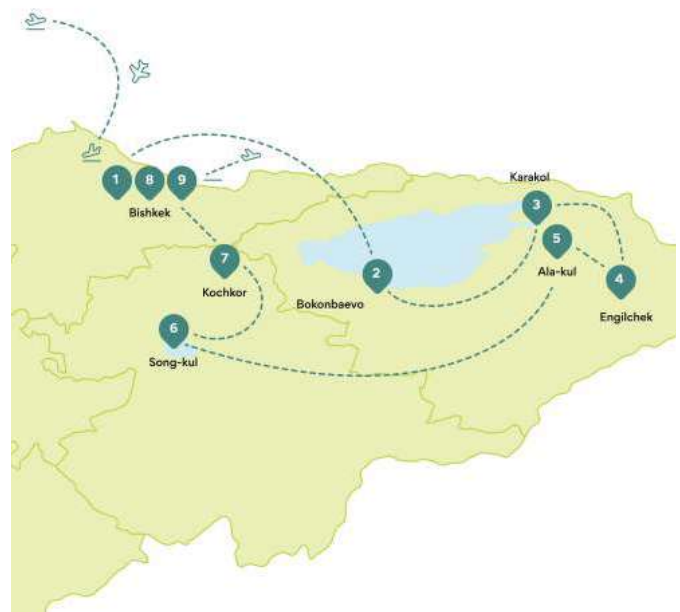 Karakol
3
1
8
9
Bishkek
5
7
2
4
Ala-kul
Kochkor
Bokonbaevo
Engilchek
6
Song-kul